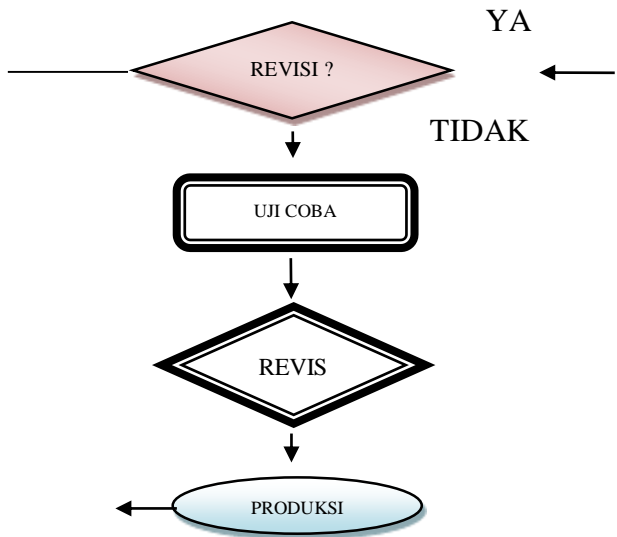 YA
REVISI ?
TIDAK
UJI COBA
REVIS
PRODUKSI